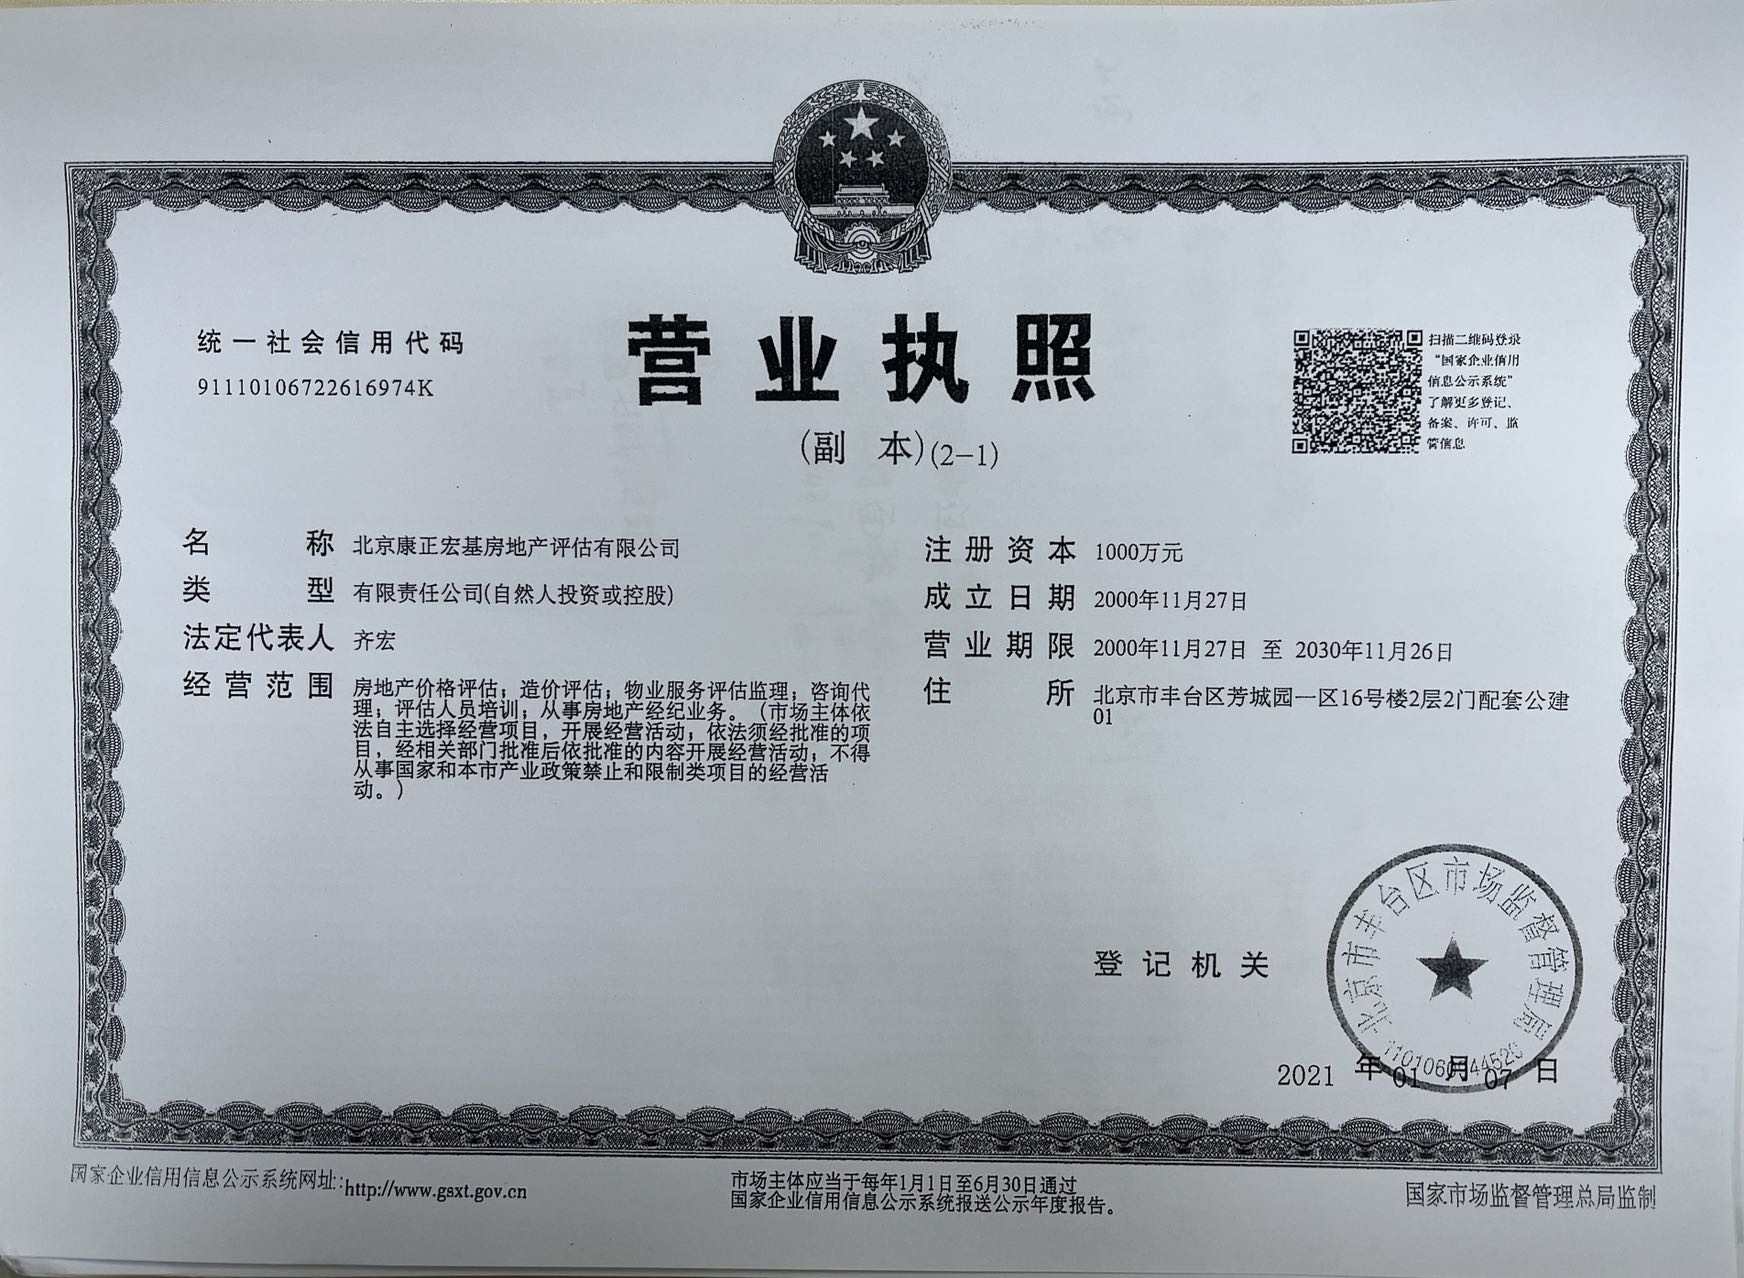 统一社会信用代码
91110106722616974K
营业执照
(副 本)(2-1)
扫描二维码登录
“国家企业信用
信息公示系统”
了解更多登记、
备案、许可、监
管信息
名 称 北京康正宏基房地产评估有限公司
类 型 有限责任公司(自然人投资或控股)
法定代表人 齐宏
经营范围 房地产价格评估；造价评估；物业服务评估监理；咨询代
理；评估人员培训；从事房地产经纪业务。（市场主体依
法自主选择经营项目，开展经营活动；依法须经批准的项
目，经相关部门批准后依批准的内容开展经营活动；不得
从事国家和本市产业政策禁止和限制类项目的经营活
动。）
注册资本 1000万元
成立日期 2000年11月27日
营业期限 2000年11月27日 至 2030年11月26日
住 所 北京市丰台区芳城园一区16号楼2层2门配套公建
01
登记机关
北京市丰台区市场监督管理局
2021 年 01 月 07 日
国家企业信用信息公示系统网址:http://www.gsxt.gov.cn
市场主体应当于每年1月1日至6月30日通过
国家企业信用信息公示系统报送公示年度报告。
国家市场监督管理总局监制